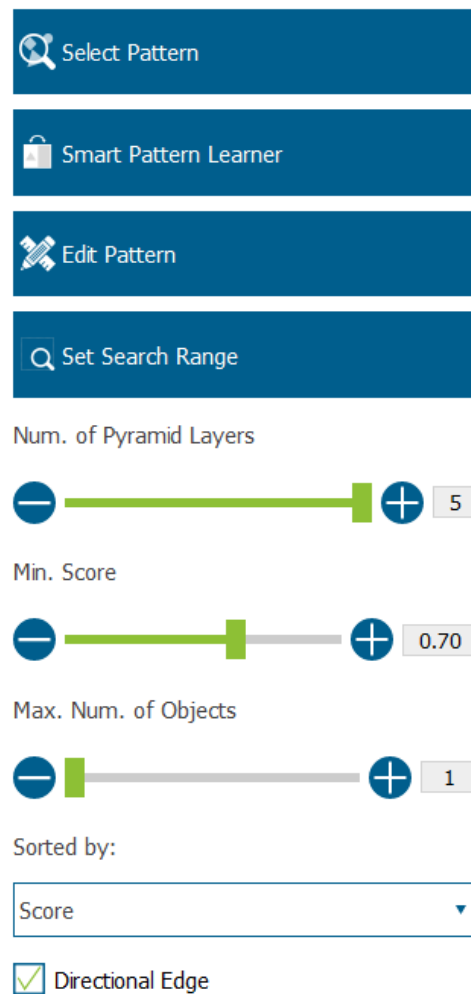 Select Pattern
Smart Pattern Learner
Edit Pattern
Set Search Range
Num. of Pyramid Layers
5
Min. Score
0.70
Max. Num. of Objects
1
Sorted by:
Score
Directional Edge